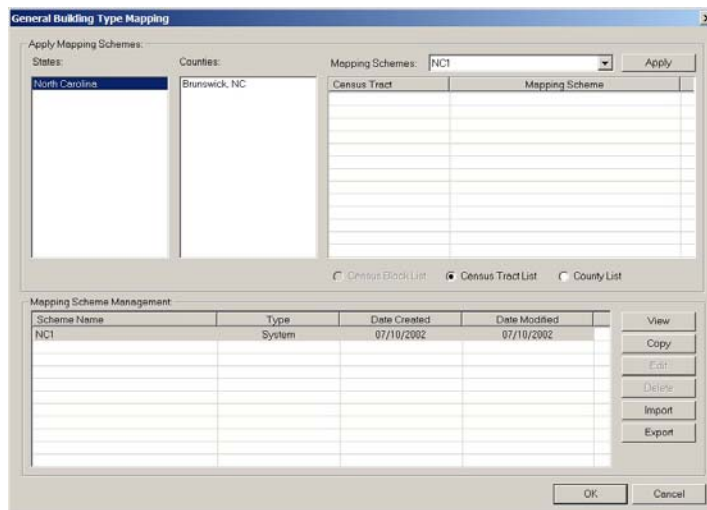 General Building Type Mapping
Apply Mapping Schemes:
States:
Counties:
Mapping Schemes:
NC1
Apply
North Carolina
Brunswick, NC
Census Tract
Mapping Scheme
Census Block List
Census Tract List
County List
Mapping Scheme Management
Scheme Name
Type
Date Created
Date Modified
View
NC1
System
07/10/2002
07/10/2002
Copy
Edit
Delete
Import
Export
OK
Cancel